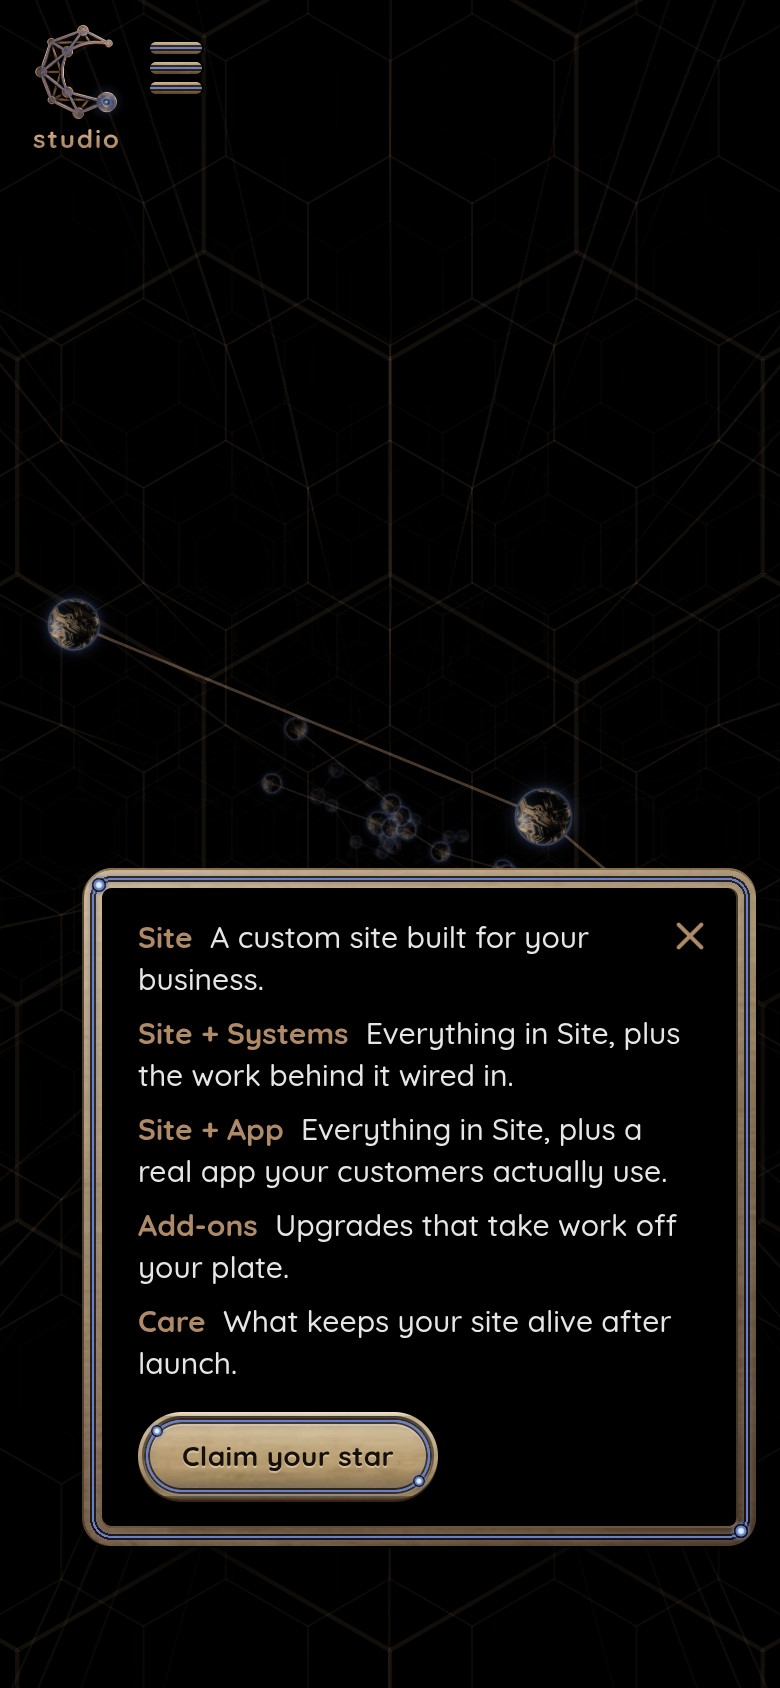 studio
Site A custom site built for your
business.
Site + Systems Everything in Site, plus
the work behind it wired in.
Site + App Everything in Site, plus a
real app your customers actually use.
Add-ons Upgrades that take work off
your plate.
Care What keeps your site alive after
launch.
Claim your star